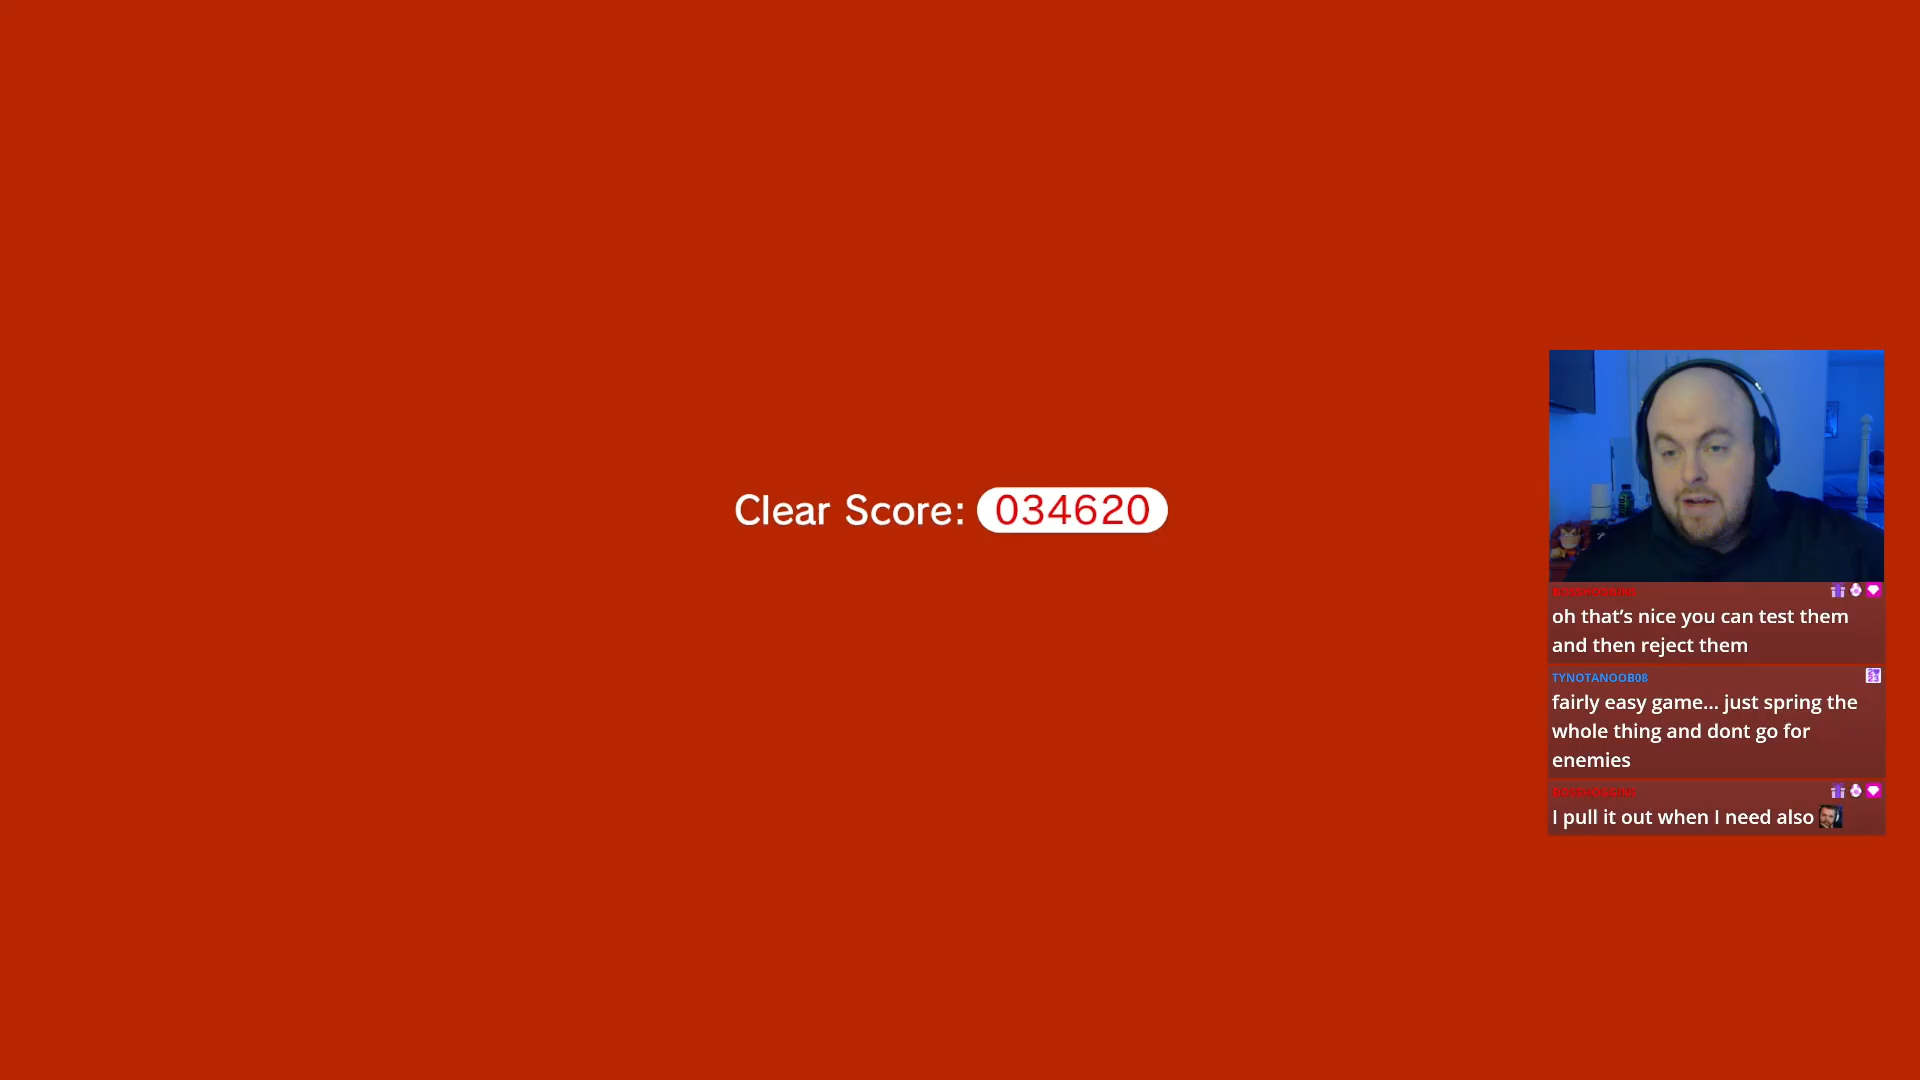 Clear Score: 034620
oh that’s nice you can test them
and then reject them
TYNOTANOOB08
fairly easy game... just spring the
whole thing and dont go for
enemies
I pull it out when I need also